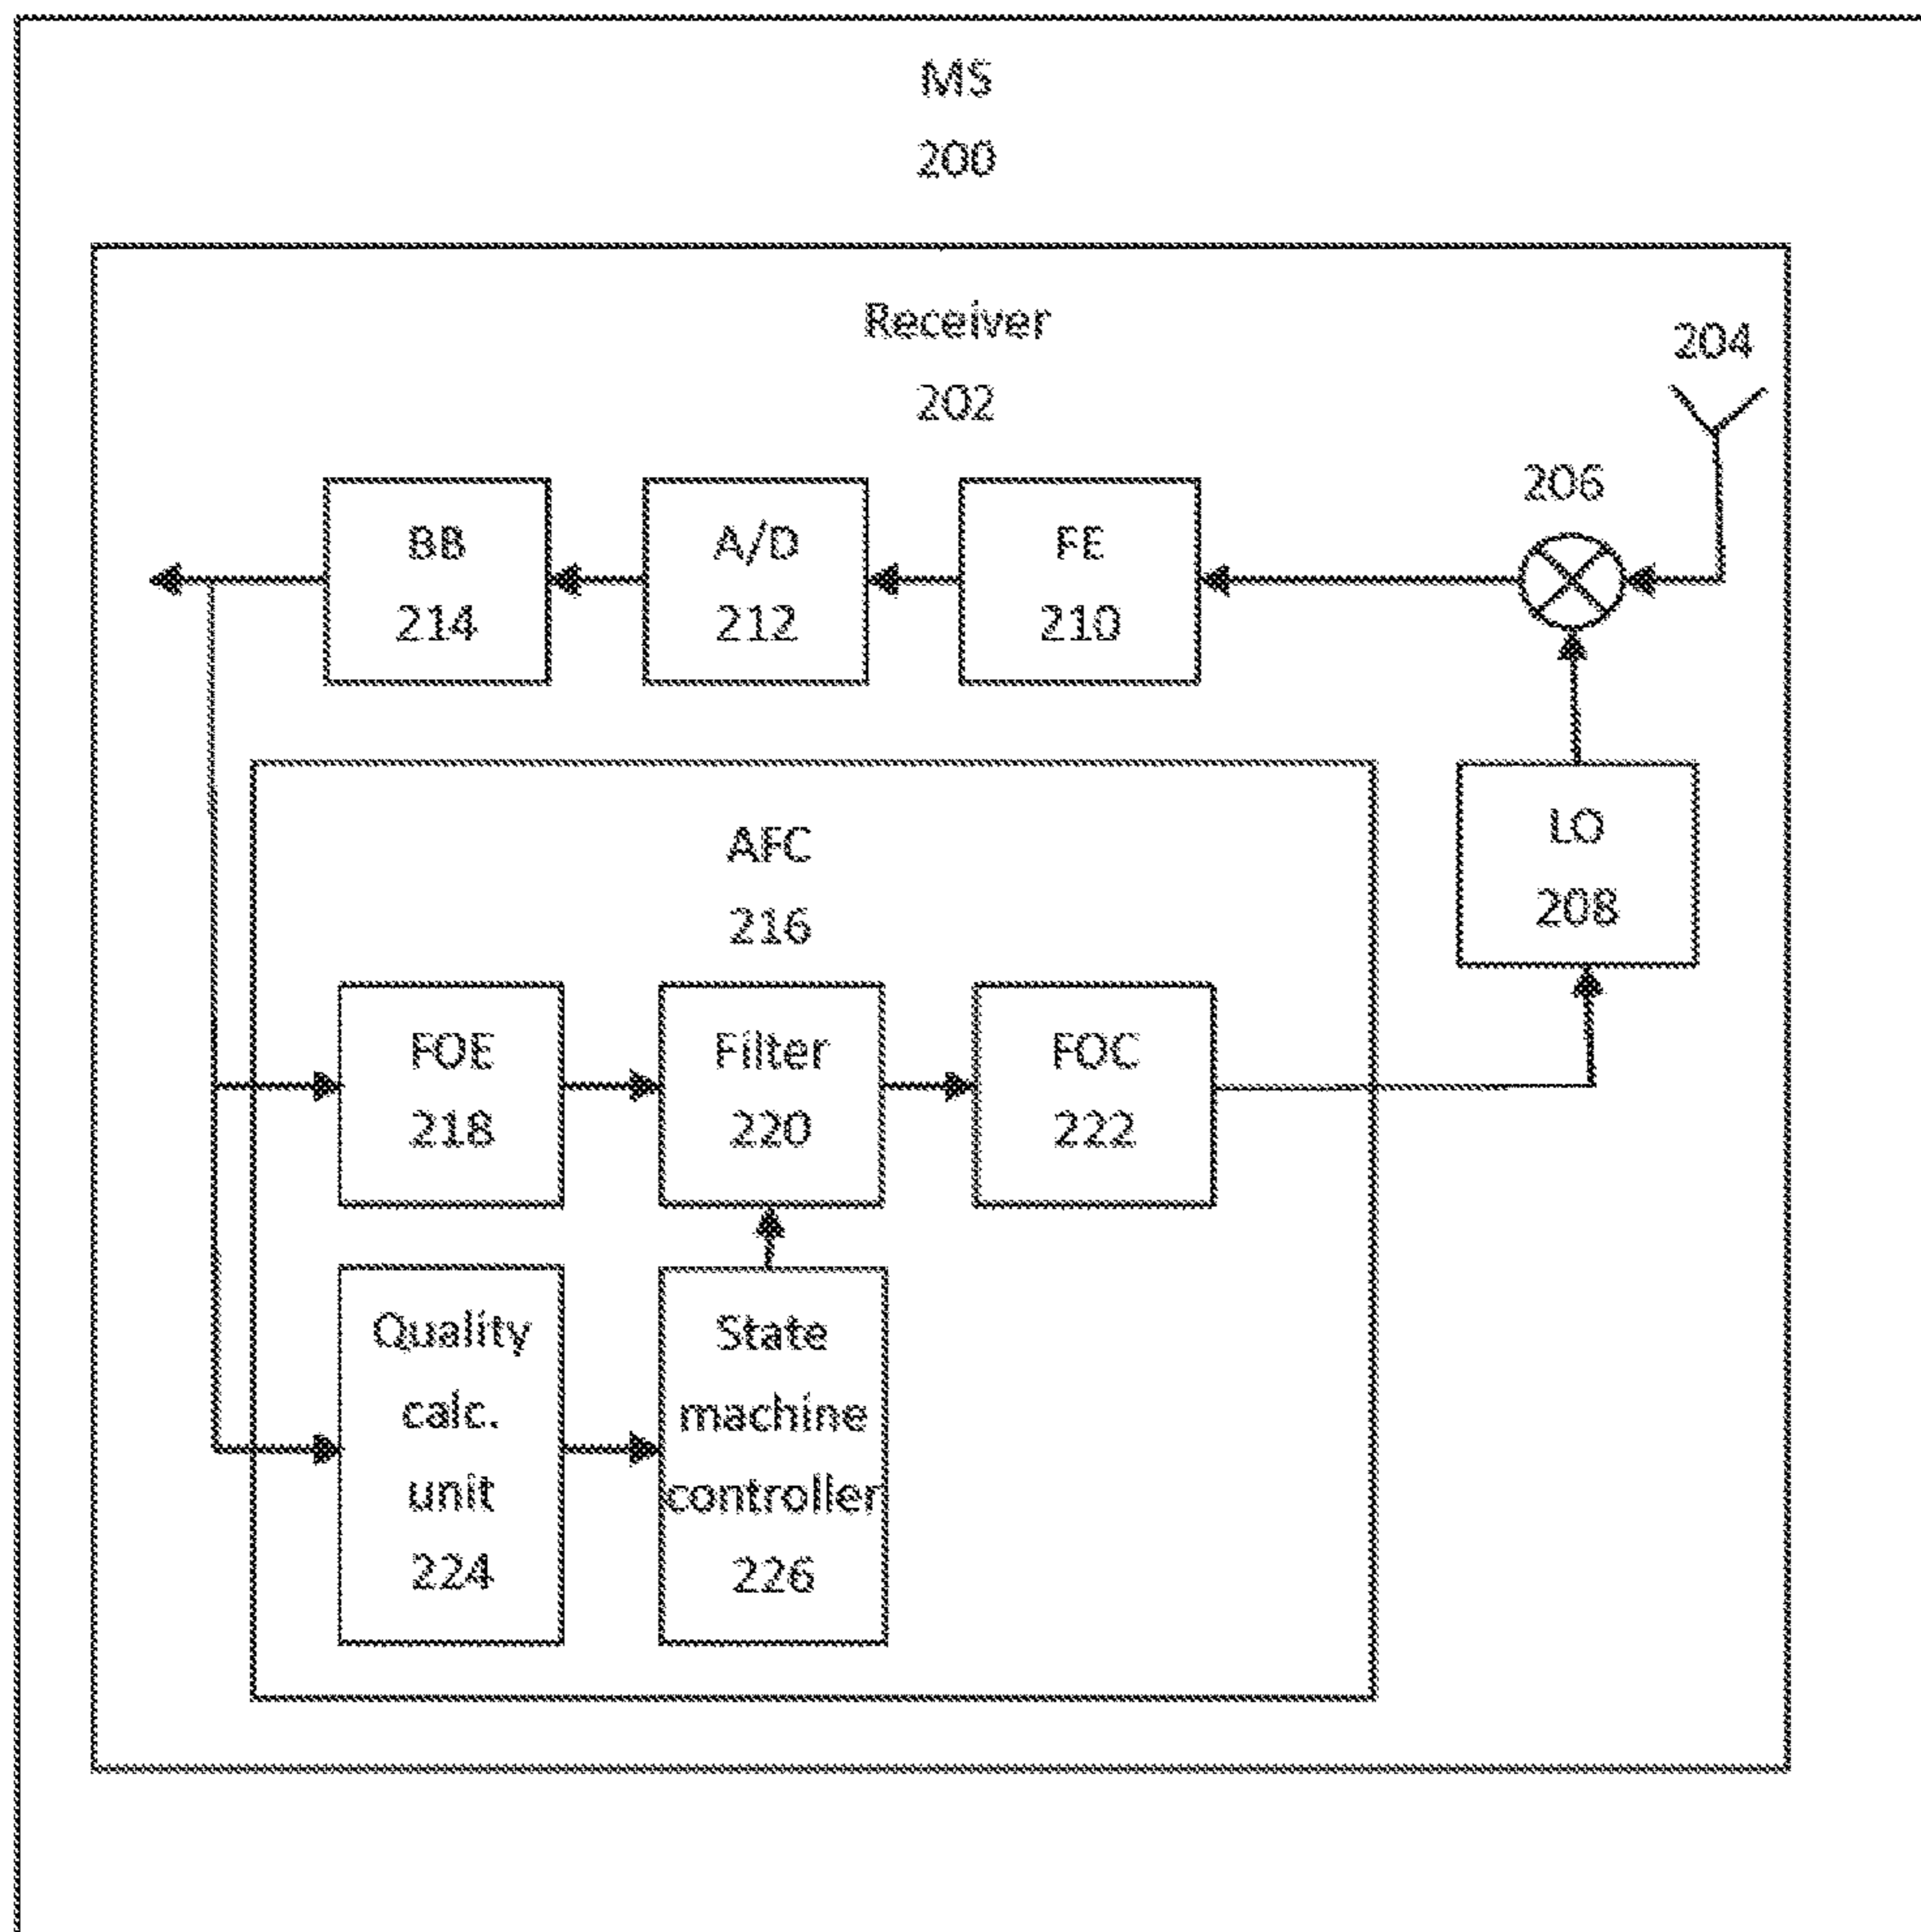 MS
200
Receiver
202
204
206
BB
214
A/D
212
FE
210
LO
208
AFC
216
FOE
218
Filter
220
FOC
222
Quality
calc.
unit
224
State
machine
controller
226